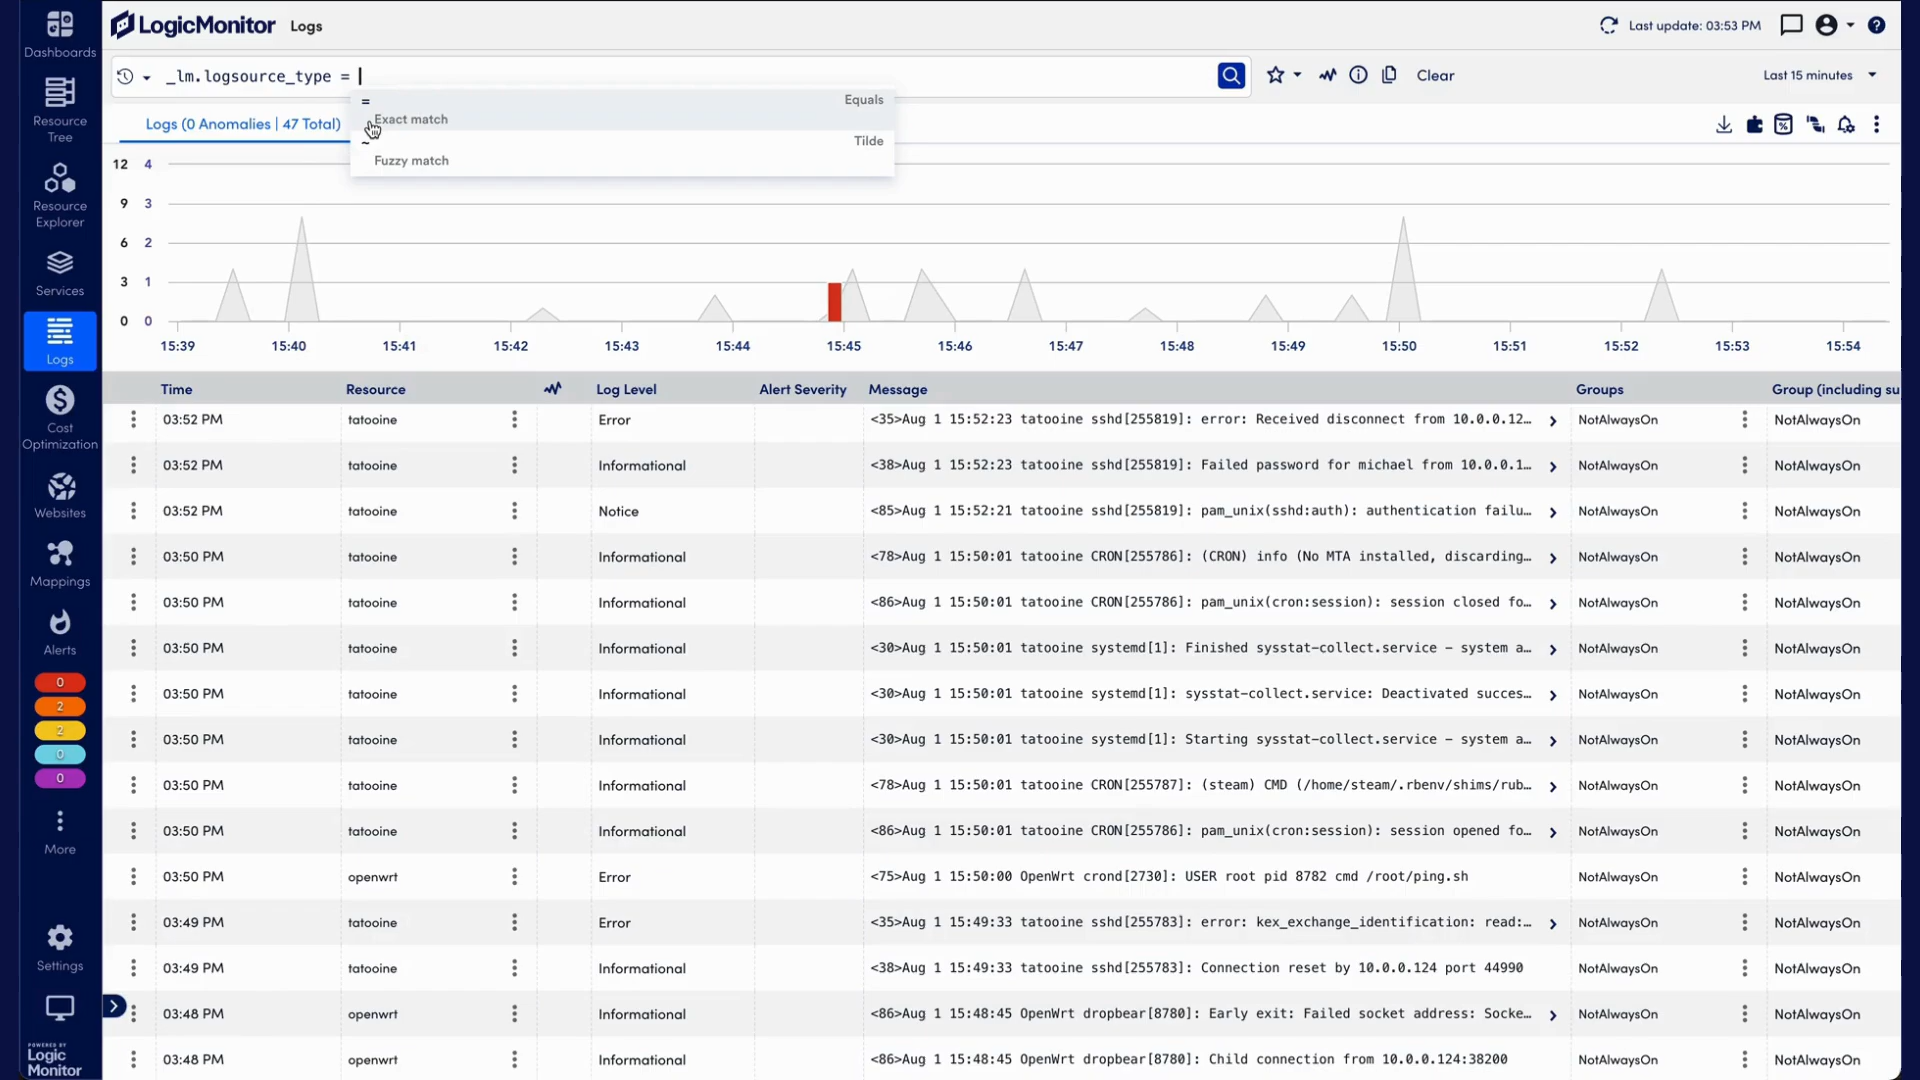 LogicMonitor Logs
Last update: 03:53 PM
_lm.logsource_type =
Clear
Last 15 minutes
= Equals
Exact match
~ Tilde
Fuzzy match
Logs (0 Anomalies | 47 Total)
12 4
9 3
6 2
3 1
0 0
15:39 15:40 15:41 15:42 15:43 15:44 15:45 15:46 15:47 15:48 15:49 15:50 15:51 15:52 15:53 15:54
Time Resource Log Level Alert Severity Message Groups Group (including su
03:52 PM tatooine Error <35>Aug 1 15:52:23 tatooine sshd[255819]: error: Received disconnect from 10.0.0.12… NotAlwaysOn NotAlwaysOn
03:52 PM tatooine Informational <38>Aug 1 15:52:23 tatooine sshd[255819]: Failed password for michael from 10.0.0.1… NotAlwaysOn NotAlwaysOn
03:52 PM tatooine Notice <85>Aug 1 15:52:21 tatooine sshd[255819]: pam_unix(sshd:auth): authentication failu… NotAlwaysOn NotAlwaysOn
03:50 PM tatooine Informational <78>Aug 1 15:50:01 tatooine CRON[255786]: (CRON) info (No MTA installed, discarding… NotAlwaysOn NotAlwaysOn
03:50 PM tatooine Informational <86>Aug 1 15:50:01 tatooine CRON[255786]: pam_unix(cron:session): session closed fo… NotAlwaysOn NotAlwaysOn
03:50 PM tatooine Informational <30>Aug 1 15:50:01 tatooine systemd[1]: Finished sysstat-collect.service - system a… NotAlwaysOn NotAlwaysOn
03:50 PM tatooine Informational <30>Aug 1 15:50:01 tatooine systemd[1]: sysstat-collect.service: Deactivated succes… NotAlwaysOn NotAlwaysOn
03:50 PM tatooine Informational <30>Aug 1 15:50:01 tatooine systemd[1]: Starting sysstat-collect.service - system a… NotAlwaysOn NotAlwaysOn
03:50 PM tatooine Informational <78>Aug 1 15:50:01 tatooine CRON[255787]: (steam) CMD (/home/steam/.rbenv/shims/rub… NotAlwaysOn NotAlwaysOn
03:50 PM tatooine Informational <86>Aug 1 15:50:01 tatooine CRON[255786]: pam_unix(cron:session): session opened fo… NotAlwaysOn NotAlwaysOn
03:50 PM openwrt Error <75>Aug 1 15:50:00 OpenWrt crond[2730]: USER root pid 8782 cmd /root/ping.sh NotAlwaysOn NotAlwaysOn
03:49 PM tatooine Error <35>Aug 1 15:49:33 tatooine sshd[255783]: error: kex_exchange_identification: read:… NotAlwaysOn NotAlwaysOn
03:49 PM tatooine Informational <38>Aug 1 15:49:33 tatooine sshd[255783]: Connection reset by 10.0.0.124 port 44990 NotAlwaysOn NotAlwaysOn
03:48 PM openwrt Informational <86>Aug 1 15:48:45 OpenWrt dropbear[8780]: Early exit: Failed socket address: Socke… NotAlwaysOn NotAlwaysOn
03:48 PM openwrt Informational <86>Aug 1 15:48:45 OpenWrt dropbear[8780]: Child connection from 10.0.0.124:38200 NotAlwaysOn NotAlwaysOn
Dashboards
Resource
Tree
Resource
Explorer
Services
Logs
Cost
Optimization
Websites
Mappings
Alerts
0
2
2
0
0
More
Settings
POWERED BY
Logic
Monitor